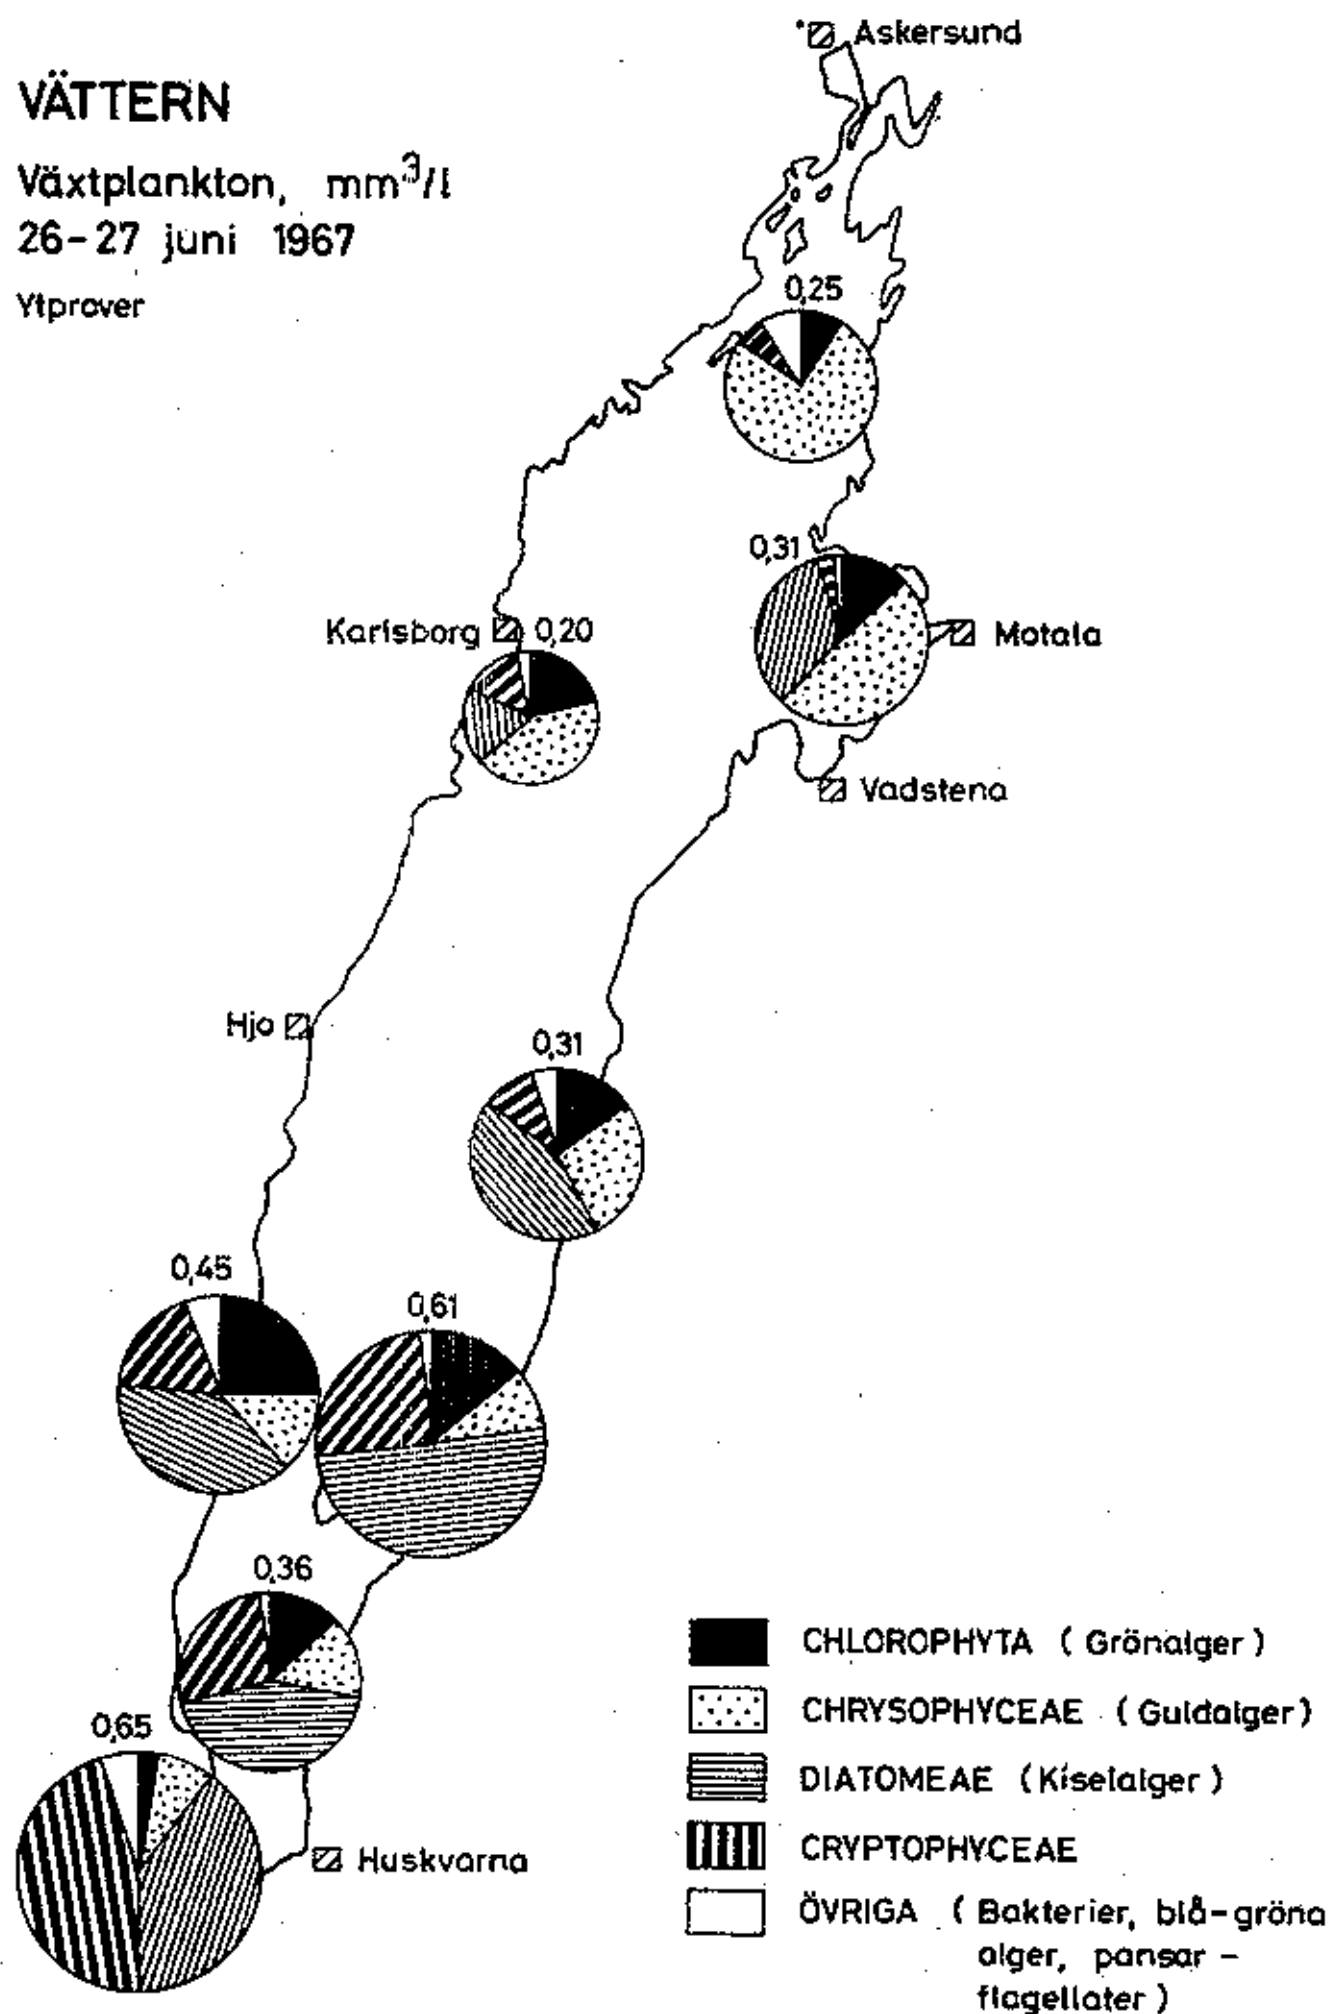 Askersund
VÄTTERN
Växtplankton, mm³/l
26-27 juni 1967
Ytprover
0,25
0,31
Karlsborg
0,20
Motala
Vadstena
Hjo
0,31
0,45
0,61
0,36
0,65
Huskvarna
CHLOROPHYTA (Grönalger)
CHRYSOPHYCEAE (Guldalger)
DIATOMEAE (Kiselalger)
CRYPTOPHYCEAE
ÖVRIGA (Bakterier, blå-gröna
alger, pansar-
flagellater)